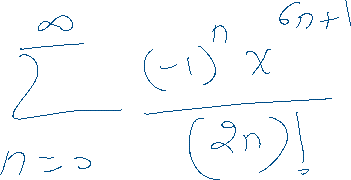 \sum_{n=0}^{\infty} \frac{(-1)^n x^{6n+1}}{(2n)!}